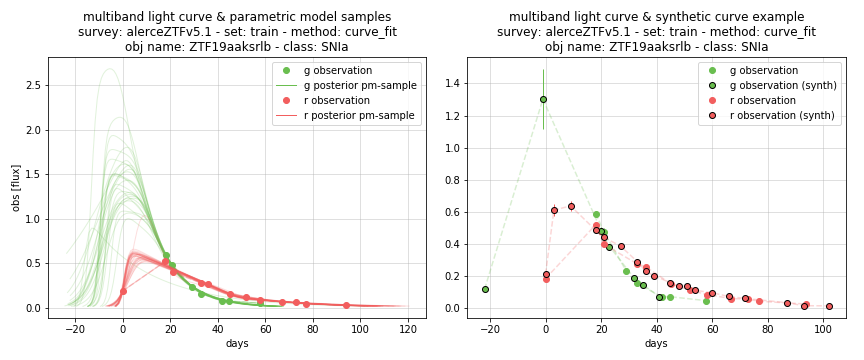 multiband light curve & parametric model samples
survey: alerceZTFv5.1 - set: train - method: curve_fit
obj name: ZTF19aaksrlb - class: SNIa
g observation
g posterior pm-sample
r observation
r posterior pm-sample
obs [flux]
2.5
2.0
1.5
1.0
0.5
0.0
−20
0
20
40
60
80
100
120
days
multiband light curve & synthetic curve example
survey: alerceZTFv5.1 - set: train - method: curve_fit
obj name: ZTF19aaksrlb - class: SNIa
g observation
g observation (synth)
r observation
r observation (synth)
1.4
1.2
1.0
0.8
0.6
0.4
0.2
0.0
−20
0
20
40
60
80
100
days